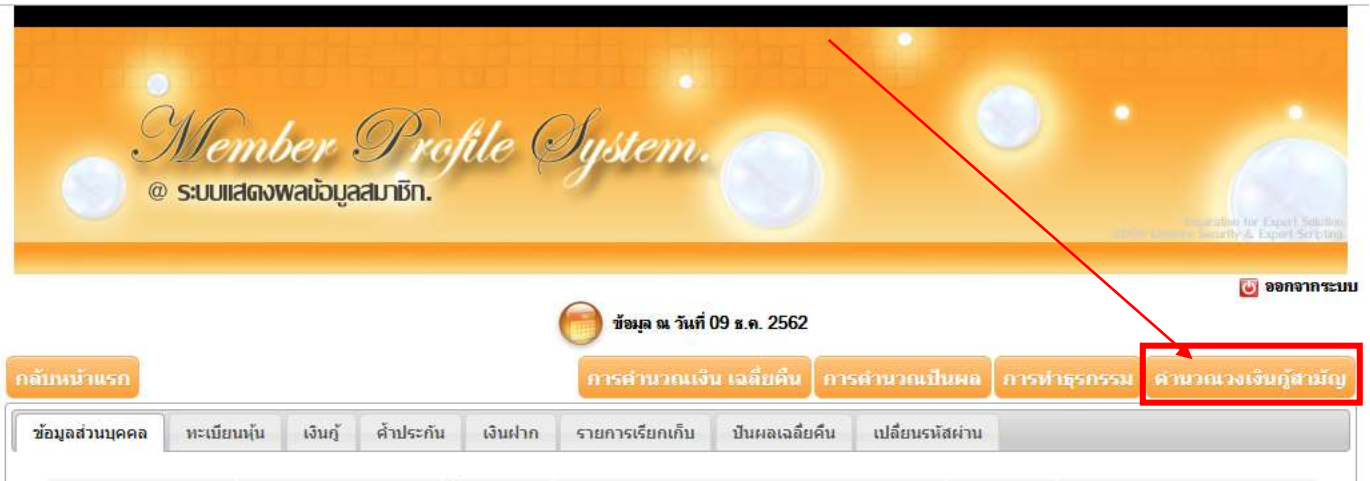 Member Profile System.
@ ระบบแสดงผลข้อมูลสมาชิก.
ออกจากระบบ
ข้อมูล ณ วันที่ 09 ธ.ค. 2562
กลับหน้าแรก การคำนวณเงิน เฉลี่ยคืน การคำนวณปันผล การทำธุรกรรม คำนวณวงเงินกู้สามัญ
ข้อมูลส่วนบุคคล ทะเบียนหุ้น เงินกู้ ค้ำประกัน เงินฝาก รายการเรียกเก็บ ปันผลเฉลี่ยคืน เปลี่ยนรหัสผ่าน